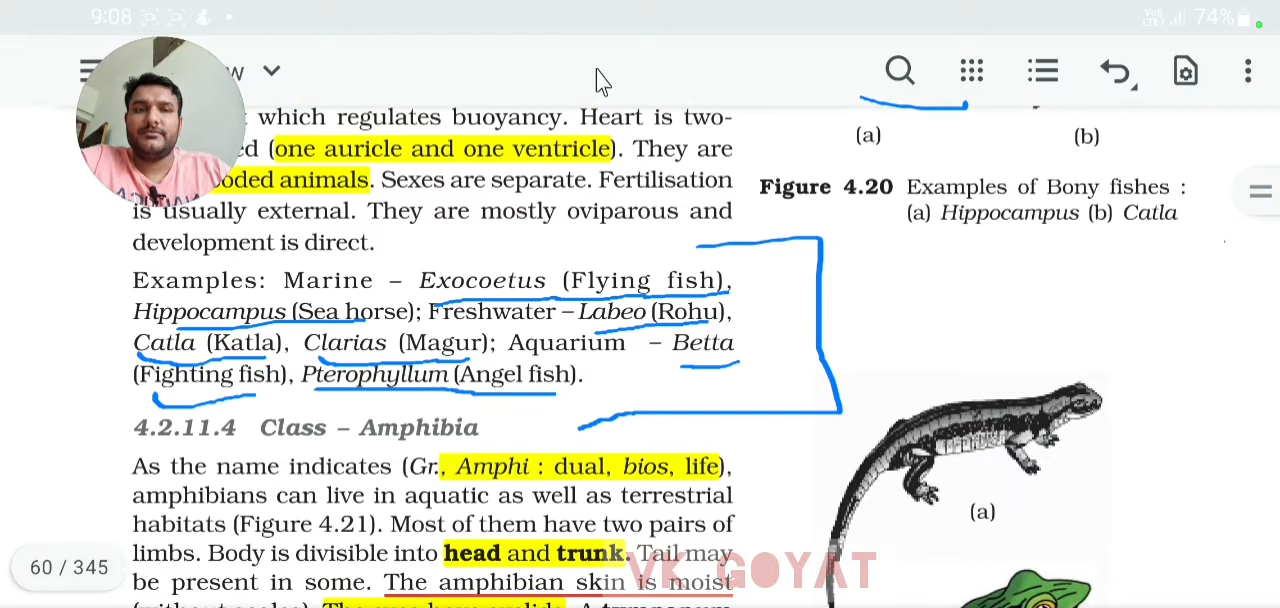 9:08
74%
w
which regulates buoyancy. Heart is two-
ed (one auricle and one ventricle). They are
ooded animals. Sexes are separate. Fertilisation
is usually external. They are mostly oviparous and
development is direct.
Examples: Marine – Exocoetus (Flying fish),
Hippocampus (Sea horse); Freshwater – Labeo (Rohu),
Catla (Katla), Clarias (Magur); Aquarium – Betta
(Fighting fish), Pterophyllum (Angel fish).
4.2.11.4 Class – Amphibia
As the name indicates (Gr., Amphi : dual, bios, life),
amphibians can live in aquatic as well as terrestrial
habitats (Figure 4.21). Most of them have two pairs of
limbs. Body is divisible into head and trunk. Tail may
be present in some. The amphibian skin is moist
(a) (b)
Figure 4.20 Examples of Bony fishes :
(a) Hippocampus (b) Catla
(a)
60 / 345
VK GOYAT